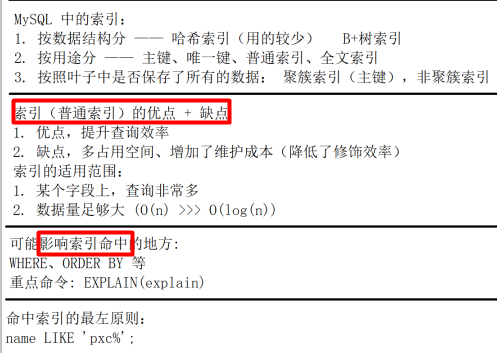 MySQL 中的索引：
1. 按数据结构分 —— 哈希索引（用的较少） B+树索引
2. 按用途分 —— 主键、唯一键、普通索引、全文索引
3. 按照叶子中是否保存了所有的数据： 聚簇索引（主键），非聚簇索引
索引（普通索引）的优点 + 缺点
1. 优点，提升查询效率
2. 缺点，多占用空间、增加了维护成本（降低了修饰效率）
索引的适用范围：
1. 某个字段上，查询非常多
2. 数据量足够大 (O(n) >>> O(log(n))
可能影响索引命中的地方:
WHERE、ORDER BY 等
重点命令: EXPLAIN(explain)
命中索引的最左原则:
name LIKE 'pxc%';